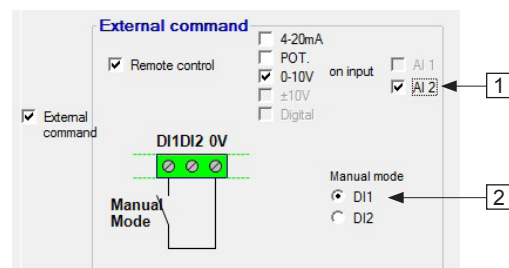 External command
4-20mA
Remote control
POT.
0-10V
on input
AI 1
AI 2
1
±10V
External
command
Digital
DI1DI2 0V
Manual
Mode
Manual mode
DI1
2
DI2